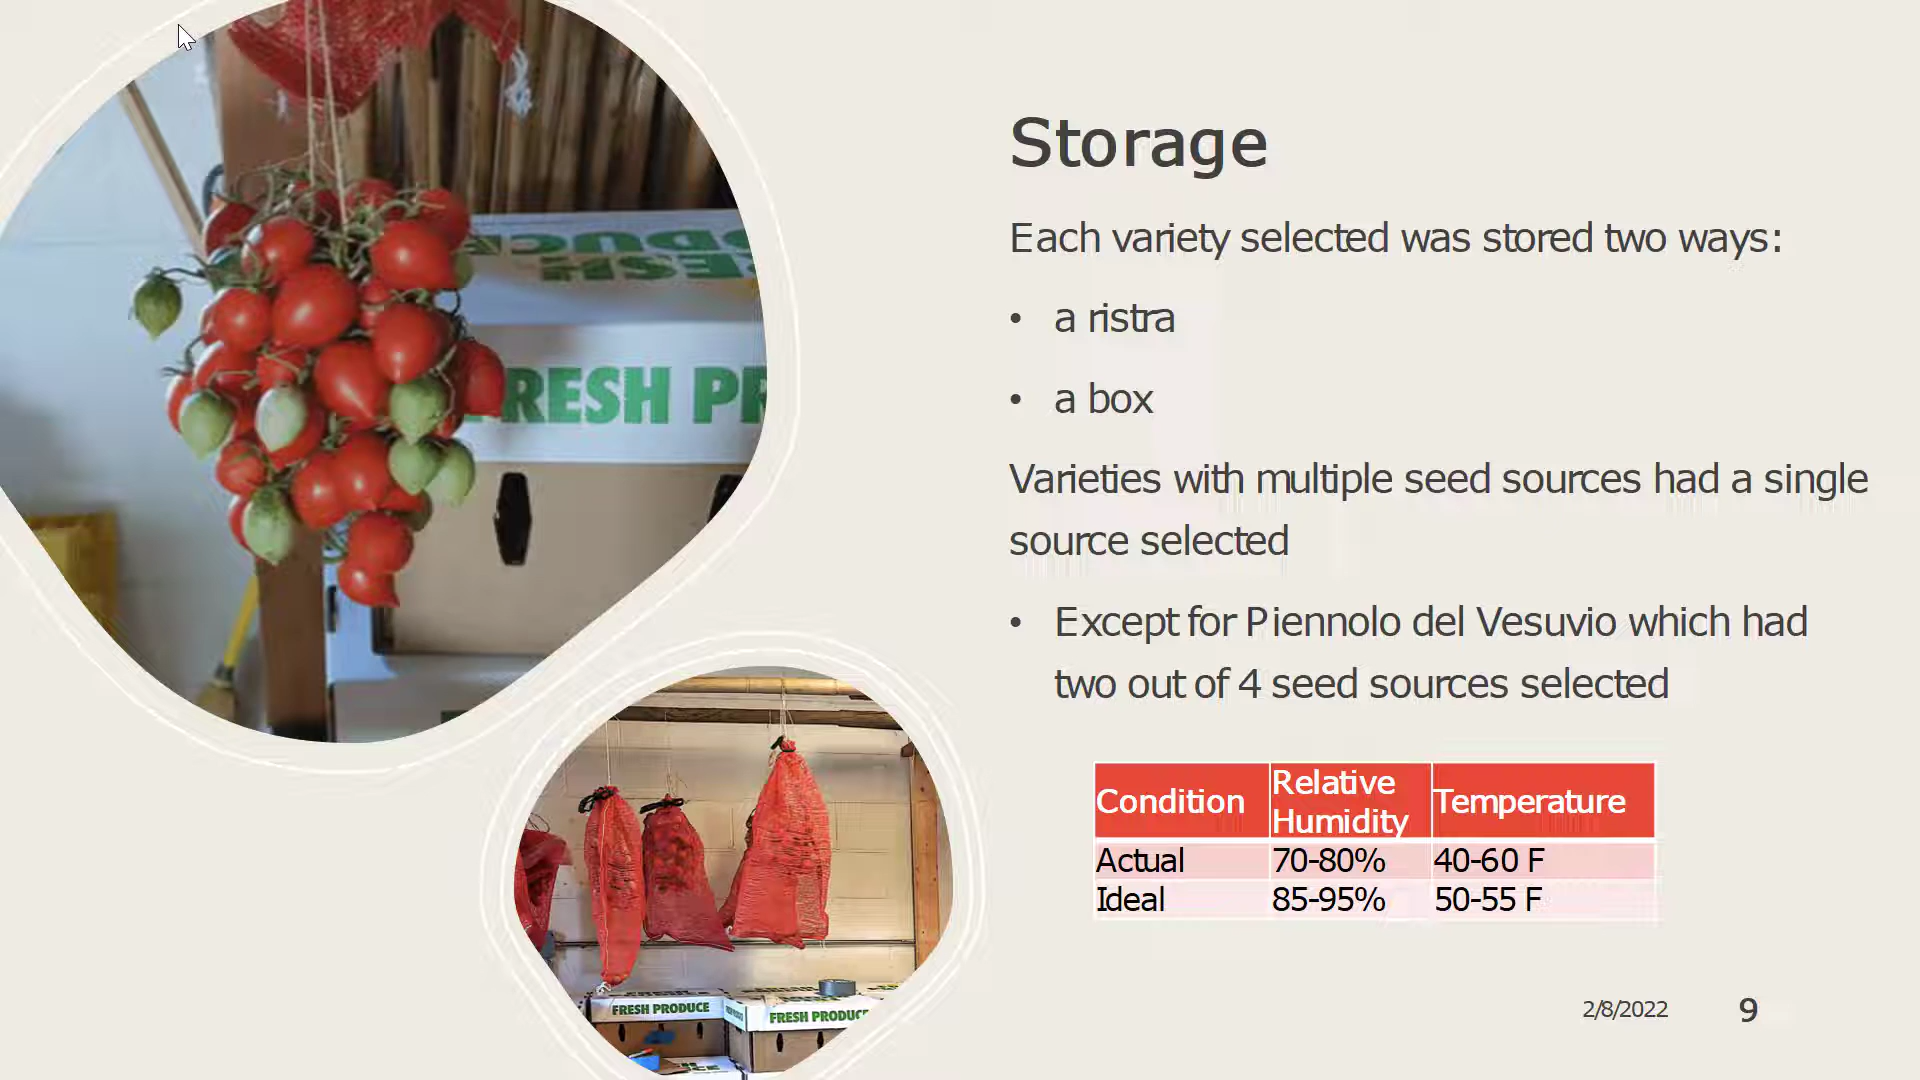 Storage
Each variety selected was stored two ways:
• a ristra
• a box
Varieties with multiple seed sources had a single
source selected
• Except for Piennolo del Vesuvio which had
two out of 4 seed sources selected
Condition Relative Humidity Temperature
Actual 70-80% 40-60 F
Ideal 85-95% 50-55 F
2/8/2022 9
RESH PR
FRESH PRODUCE
FRESH PRODUC